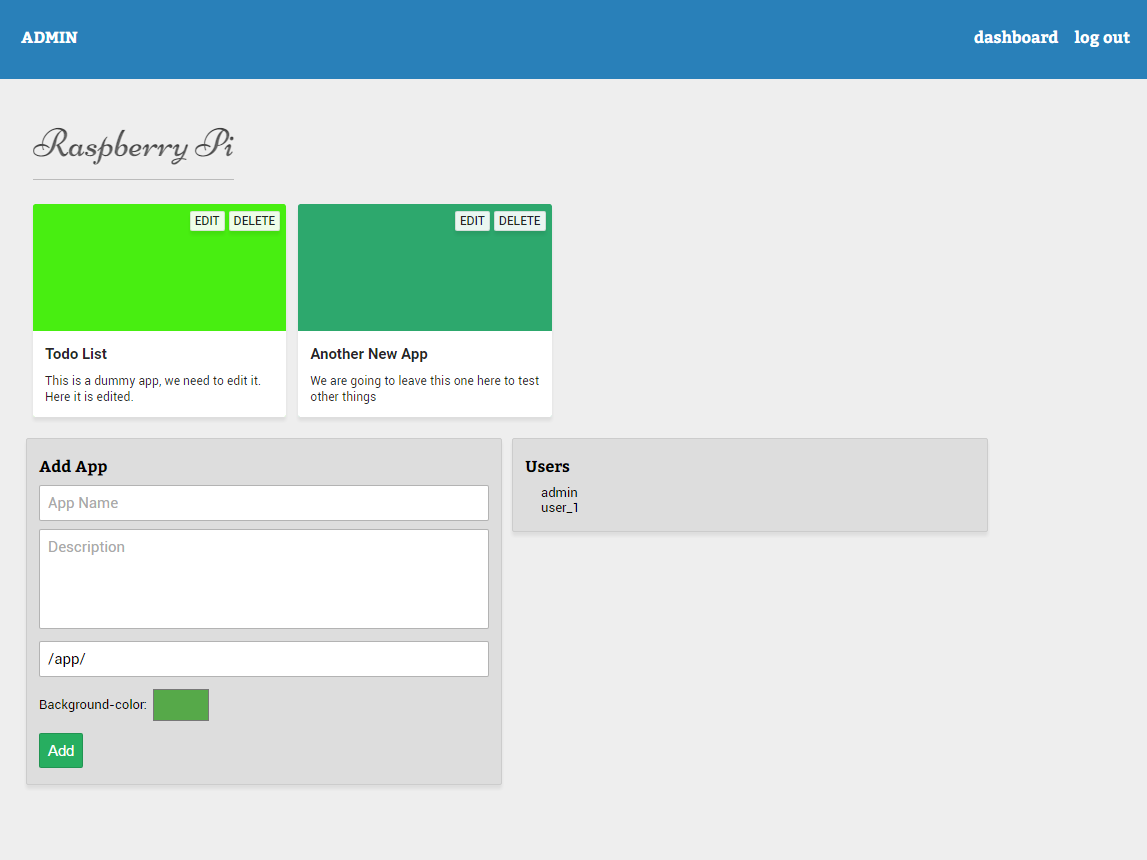 ADMIN
dashboard log out
Raspberry Pi
EDIT DELETE
Todo List
This is a dummy app, we need to edit it.
Here it is edited.
EDIT DELETE
Another New App
We are going to leave this one here to test
other things
Add App
App Name
Description
/app/
Background-color:
Add
Users
admin
user_1